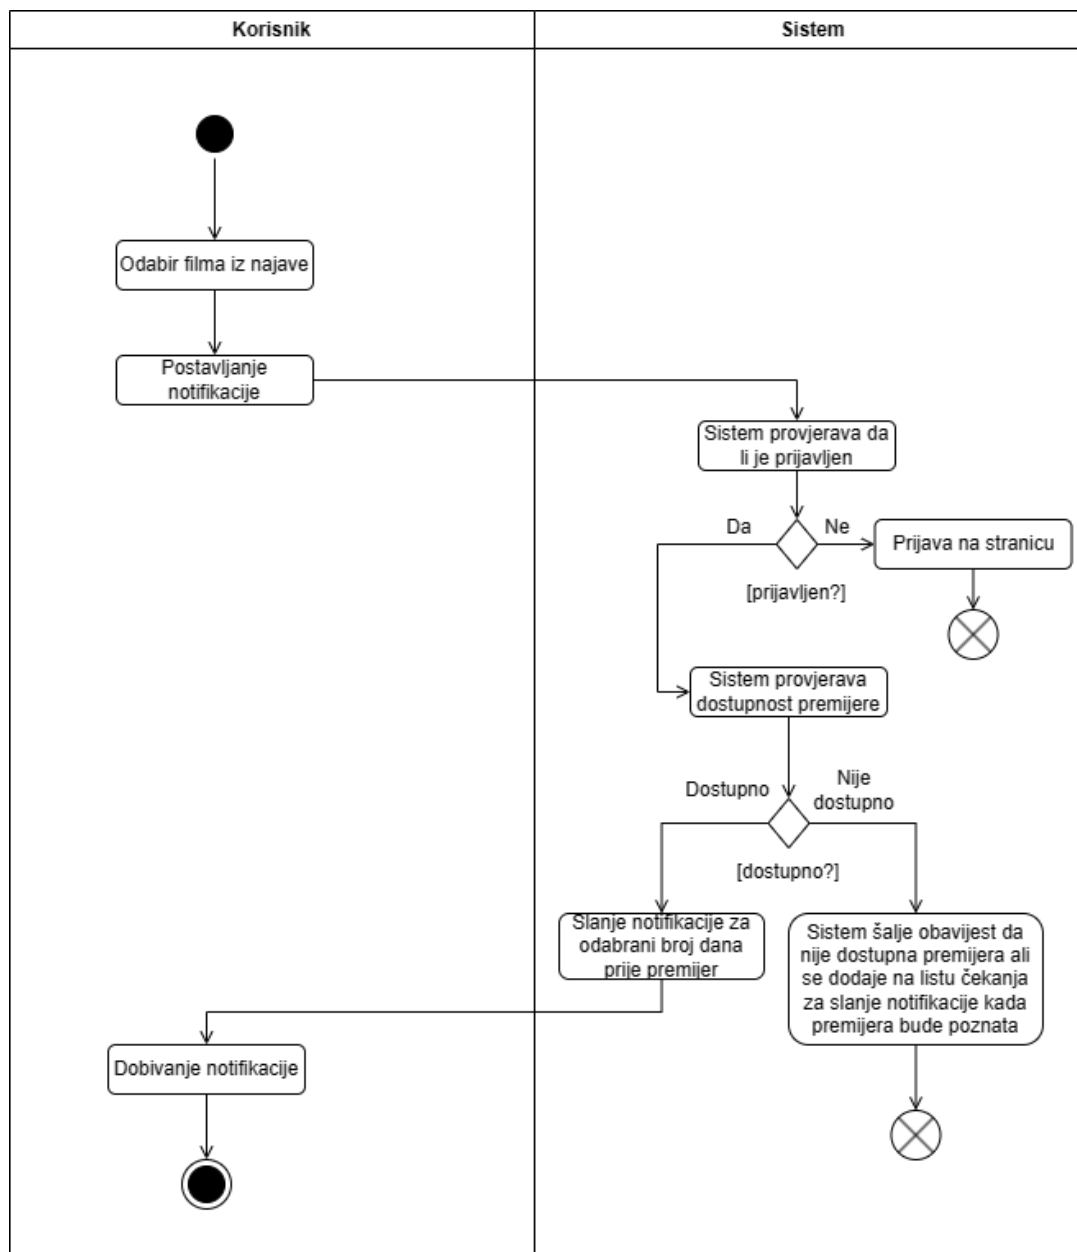 Korisnik
Sistem
Odabir filma iz najave
Postavljanje
notifikacije
Sistem provjerava da
li je prijavljen
Da
Ne
Prijava na stranicu
[prijavljen?]
Sistem provjerava
dostupnost premijere
Dostupno
Nije
dostupno
[dostupno?]
Slanje notifikacije za
odabrani broj dana
prije premijer
Sistem šalje obavijest da
nije dostupna premijera ali
se dodaje na listu čekanja
za slanje notifikacije kada
premijera bude poznata
Dobivanje notifikacije